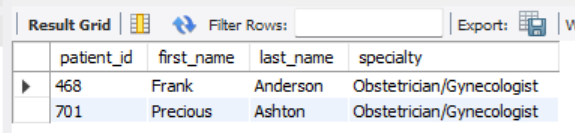 Result Grid Filter Rows: Export: W
patient_id first_name last_name specialty
468 Frank Anderson Obstetrician/Gynecologist
701 Precious Ashton Obstetrician/Gynecologist